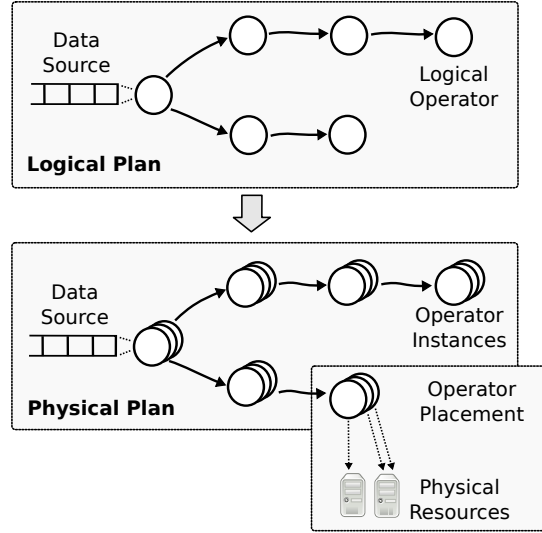 Data
Source
Logical
Operator
Logical Plan
Data
Source
Operator
Instances
Physical Plan
Operator
Placement
Physical
Resources